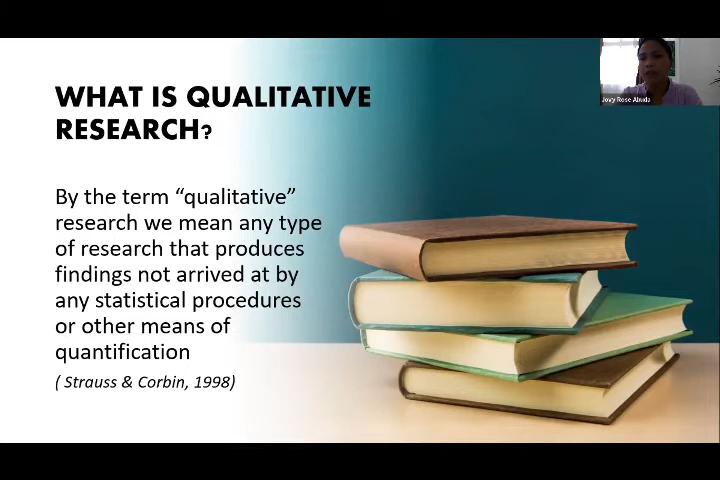 WHAT IS QUALITATIVE
RESEARCH?
By the term “qualitative”
research we mean any type
of research that produces
findings not arrived at by
any statistical procedures
or other means of
quantification
( Strauss & Corbin, 1998)
Jovy Rose Abuda